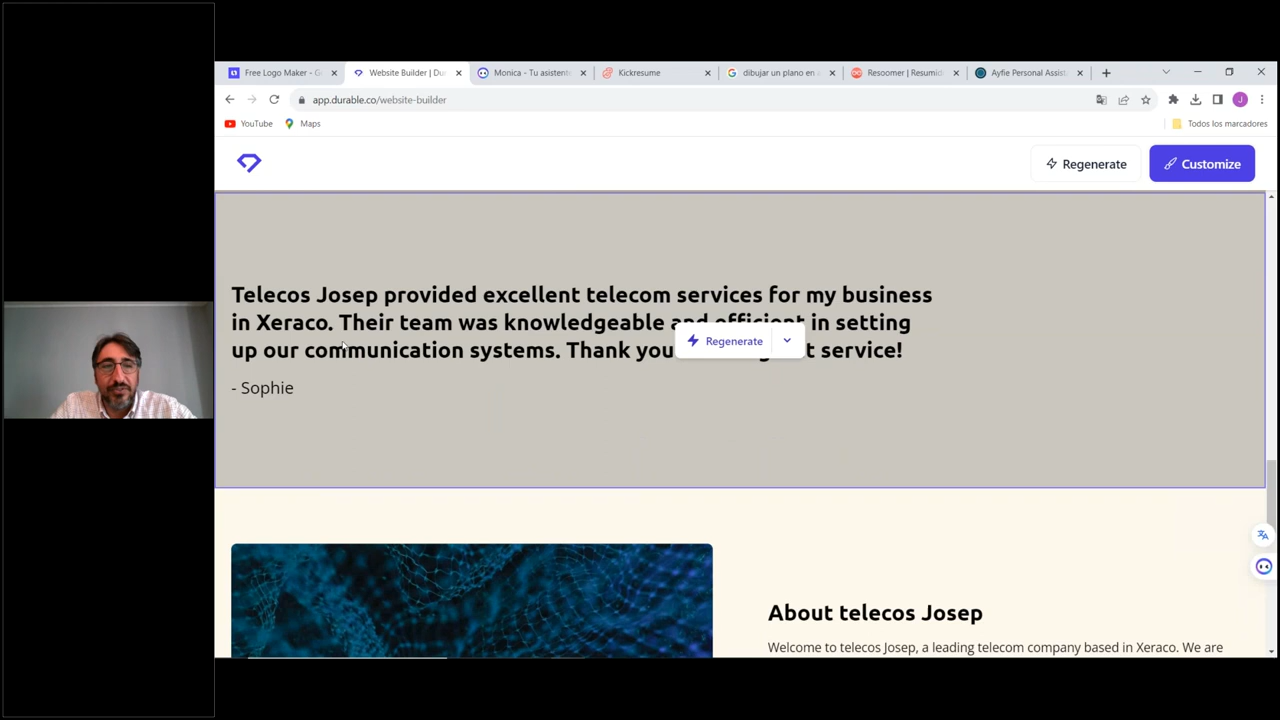 Free Logo Maker - G
Website Builder | Du
Monica - Tu asistent
Kickresume
dibujar un plano en
Resoomer | Resumid
Ayfie Personal Assist
app.durable.co/website-builder
J
YouTube
Maps
Todos los marcadores
Regenerate
Customize
Telecos Josep provided excellent telecom services for my business
in Xeraco. Their team was knowledgeable and efficient in setting
up our communication systems. Thank you service!
Regenerate
- Sophie
About telecos Josep
Welcome to telecos Josep, a leading telecom company based in Xeraco. We are